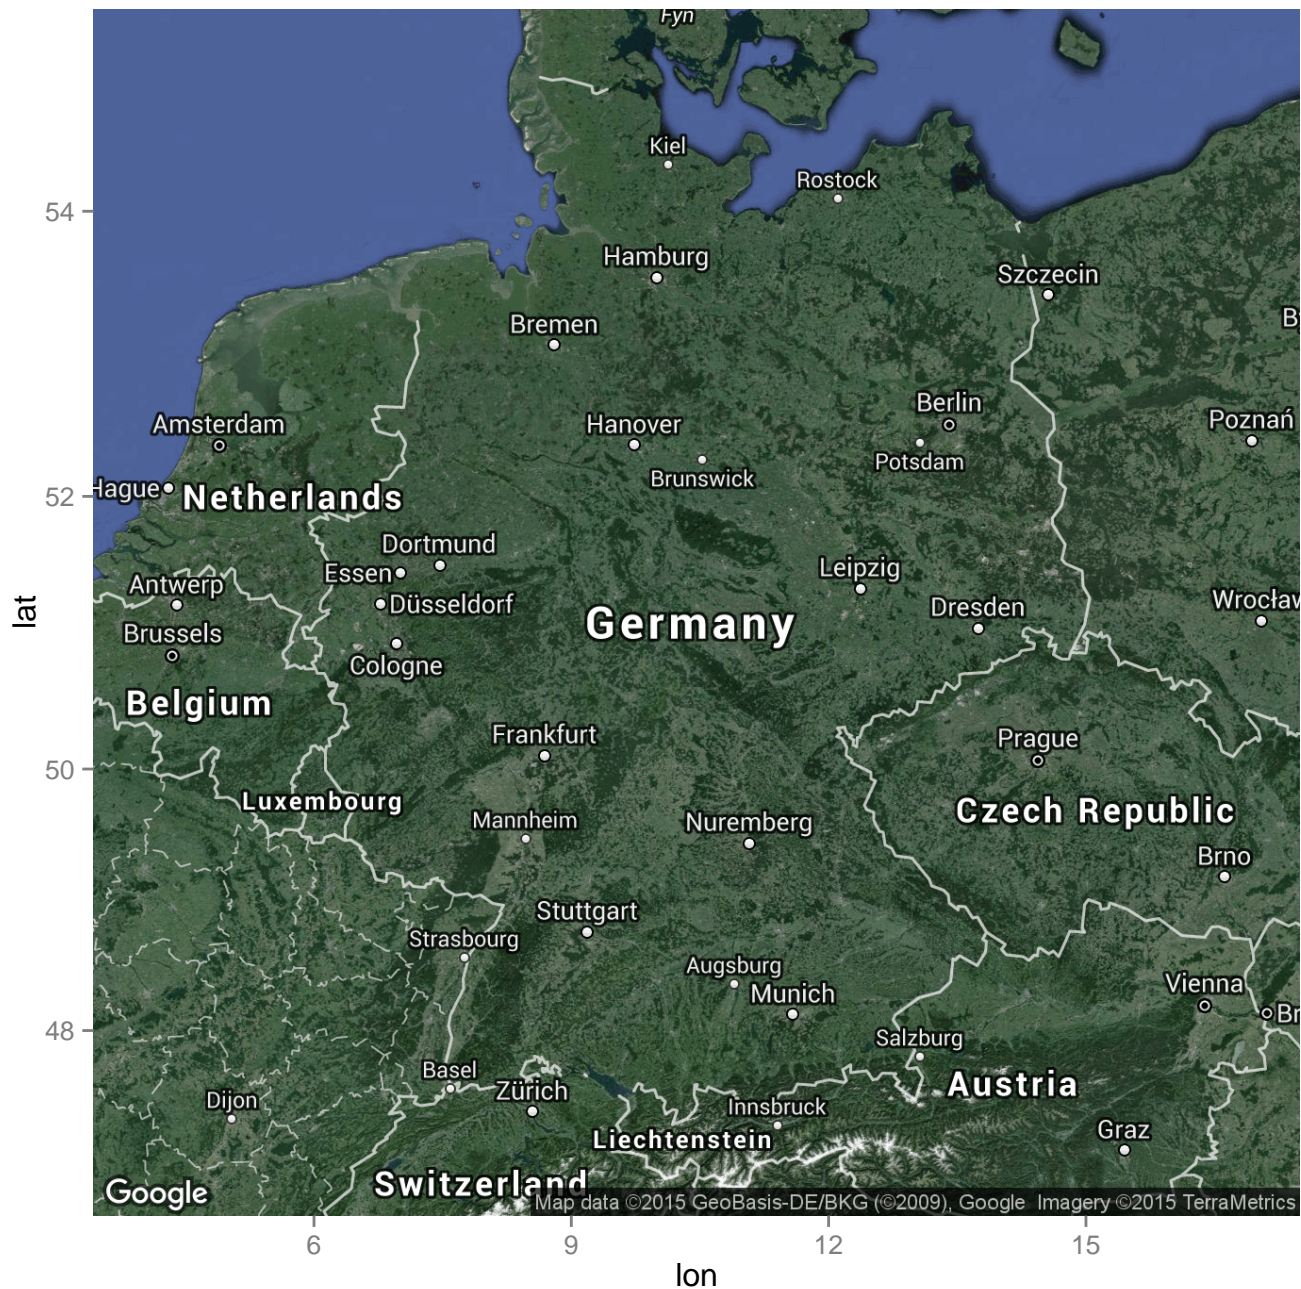 Fyn
Kiel
Rostock
54
Hamburg
Szczecin
Bremen
Berlin
Amsterdam
Hanover
Poznań
Potsdam
Brunswick
52
Hague
Netherlands
Dortmund
Essen
Leipzig
Antwerp
Düsseldorf
Dresden
Wrocław
lat
Germany
Brussels
Cologne
Belgium
Frankfurt
Prague
50
Luxembourg
Czech Republic
Mannheim
Nuremberg
Brno
Stuttgart
Strasbourg
Augsburg
Munich
Vienna
Br
48
Salzburg
Basel
Zürich
Austria
Dijon
Innsbruck
Liechtenstein
Graz
Switzerland
Google
Map data ©2015 GeoBasis-DE/BKG (©2009), Google Imagery ©2015 TerraMetrics
6
9
12
15
lon